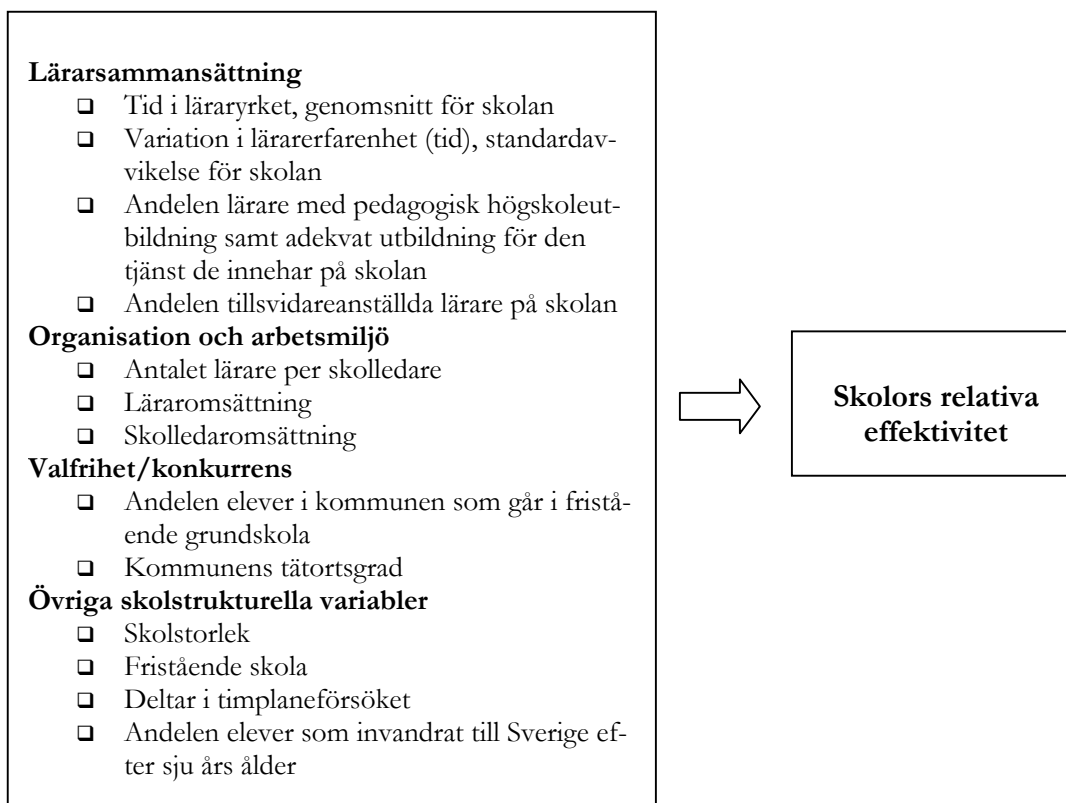 Lärarsammansättning
❑ Tid i läraryrket, genomsnitt för skolan
❑ Variation i lärarerfarenhet (tid), standardav-
vikelse för skolan
❑ Andelen lärare med pedagogisk högskoleut-
bildning samt adekvat utbildning för den
tjänst de innehar på skolan
❑ Andelen tillsvidareanställda lärare på skolan
Organisation och arbetsmiljö
❑ Antalet lärare per skolledare
❑ Läraromsättning
❑ Skolledaromsättning
Valfrihet/konkurrens
❑ Andelen elever i kommunen som går i fristå-
ende grundskola
❑ Kommunens tätortsgrad
Övriga skolstrukturella variabler
❑ Skolstorlek
❑ Fristående skola
❑ Deltar i timplaneförsöket
❑ Andelen elever som invandrat till Sverige ef-
ter sju års ålder
Skolors relativa
effektivitet